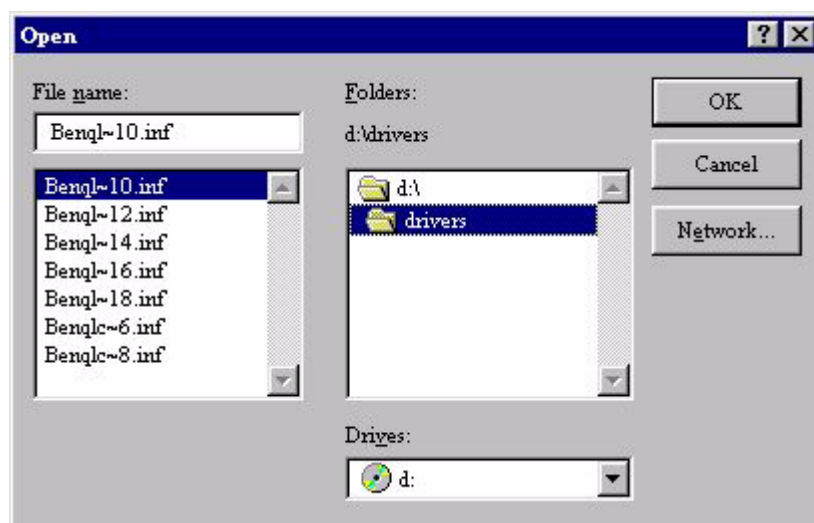 Open
File name:
Benql~10.inf
Benql~10.inf
Benql~12.inf
Benql~14.inf
Benql~16.inf
Benql~18.inf
Benqlc~6.inf
Benqlc~8.inf
Folders:
d:\drivers
d:\
drivers
Drives:
d:
OK
Cancel
Network...